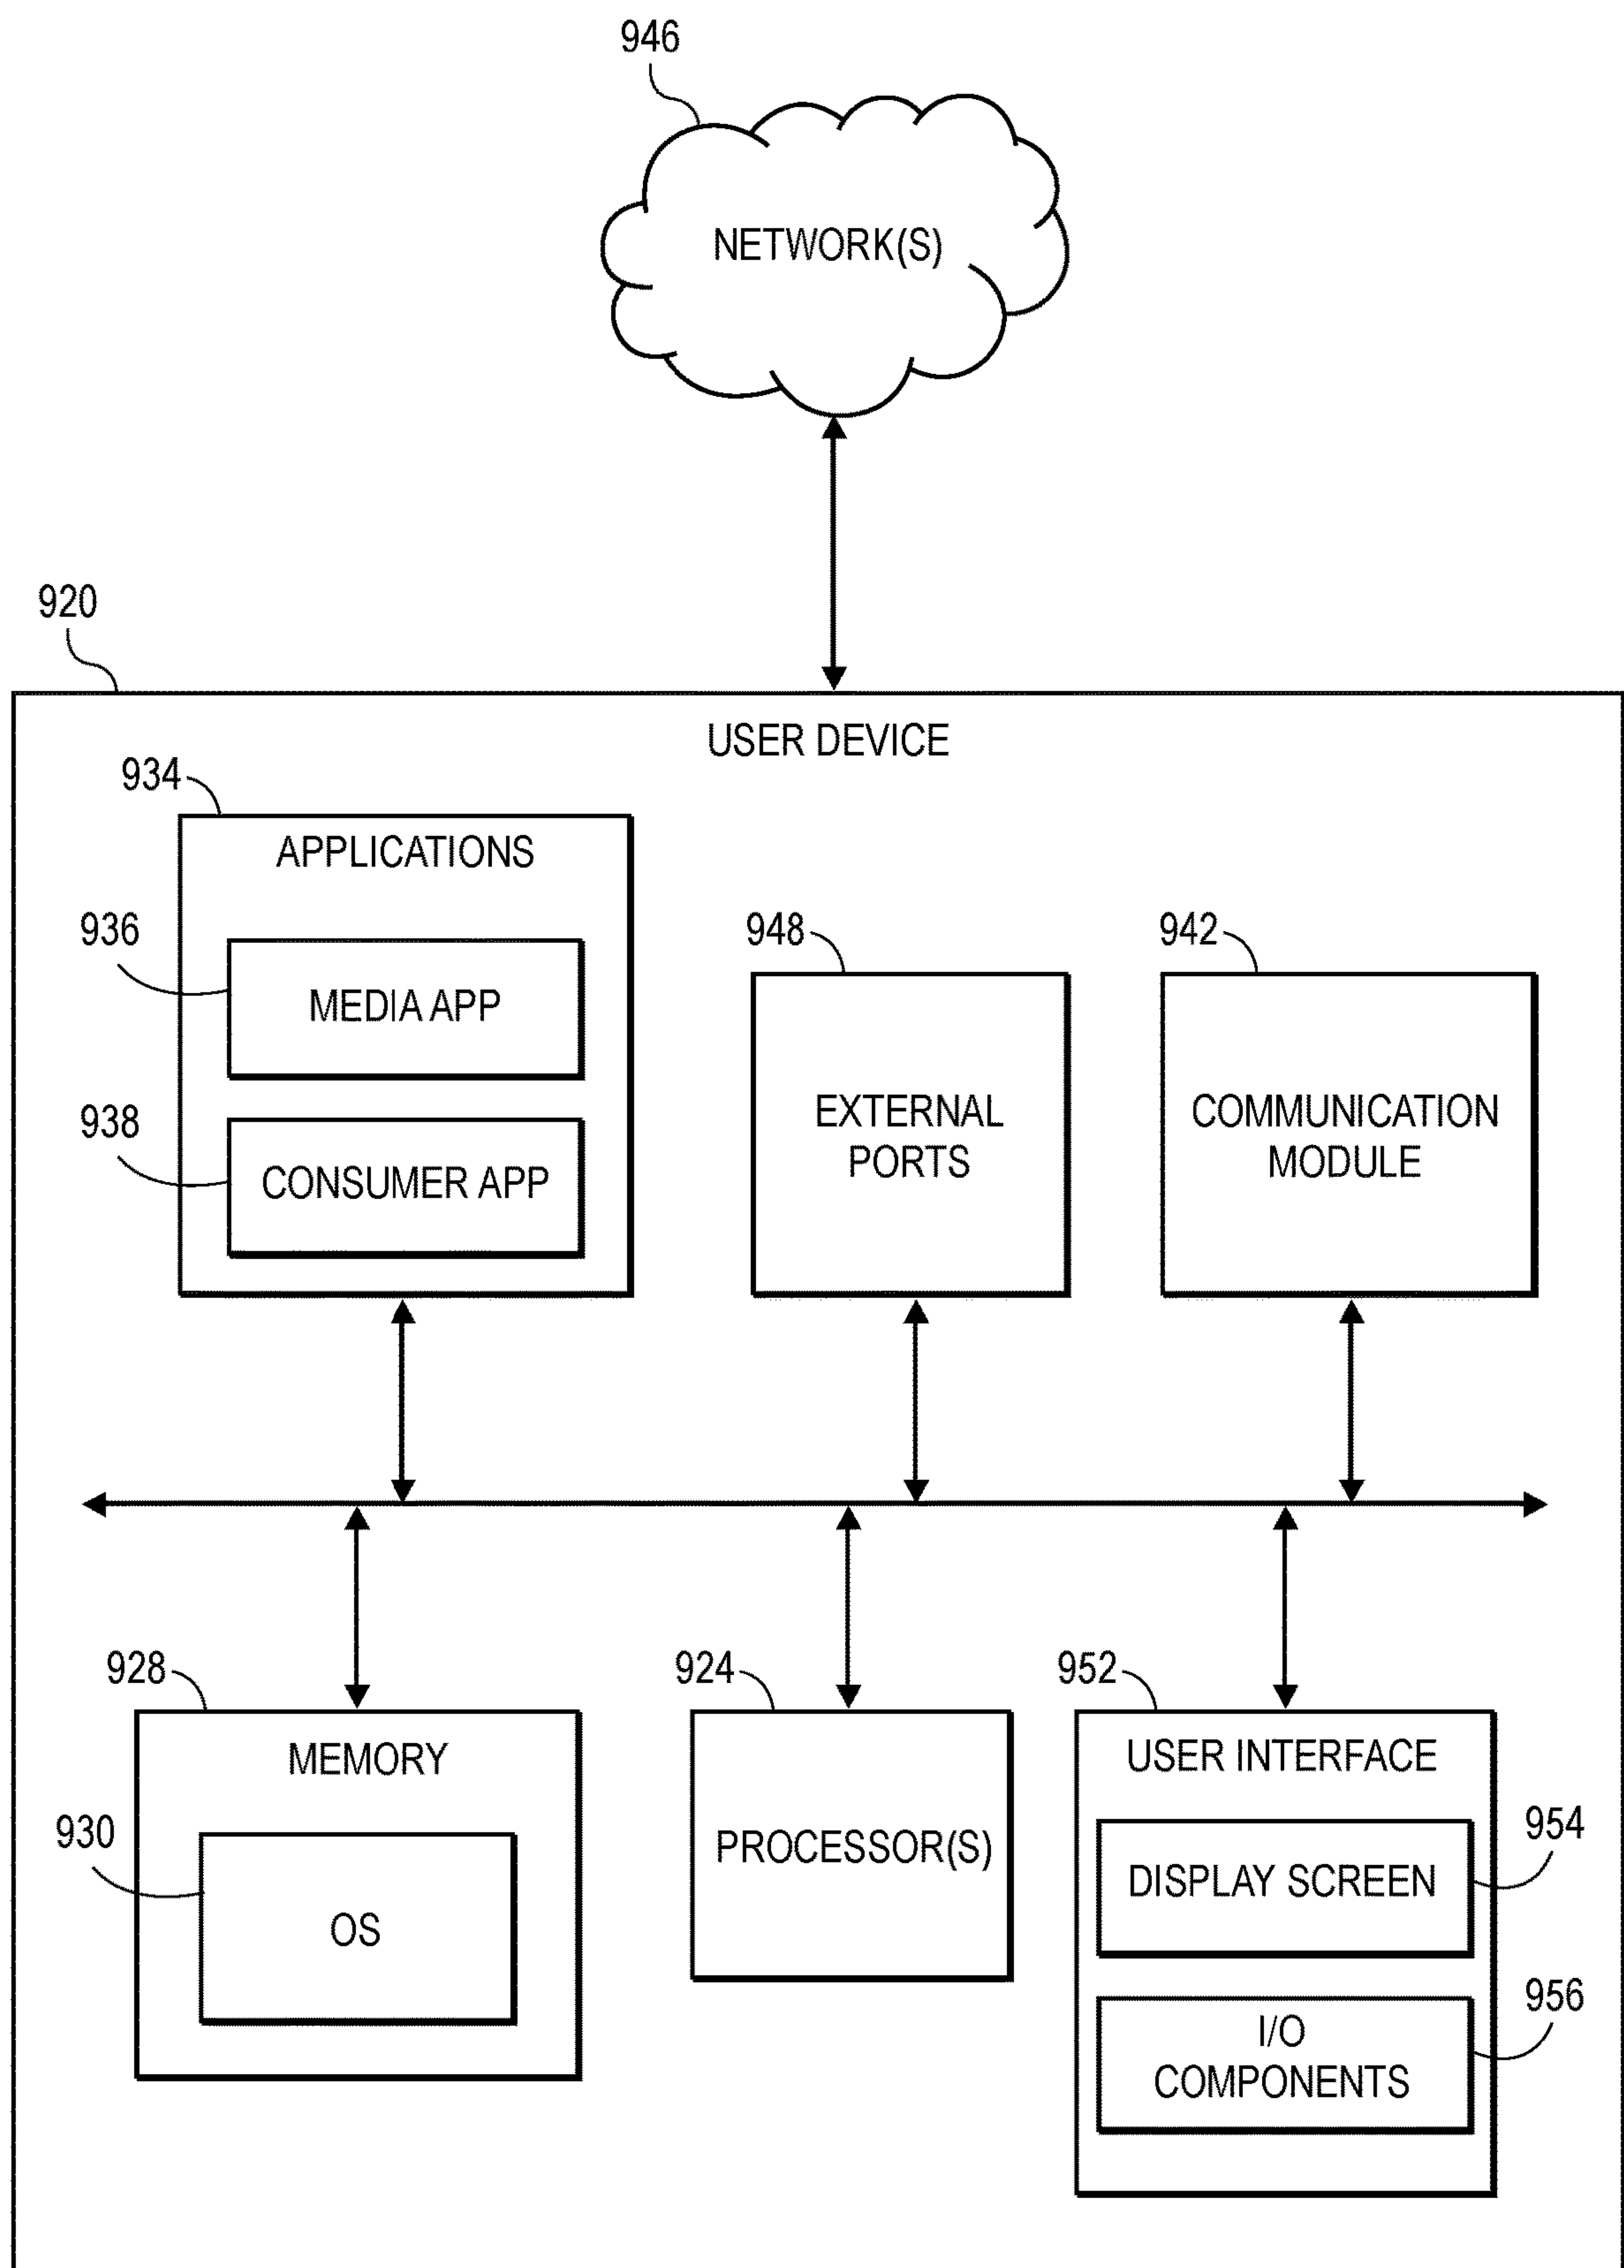 946
NETWORK(S)
920
USER DEVICE
934
APPLICATIONS
936
MEDIA APP
938
CONSUMER APP
948
EXTERNAL
PORTS
942
COMMUNICATION
MODULE
928
MEMORY
930
OS
924
PROCESSOR(S)
952
USER INTERFACE
954
DISPLAY SCREEN
956
I/O
COMPONENTS